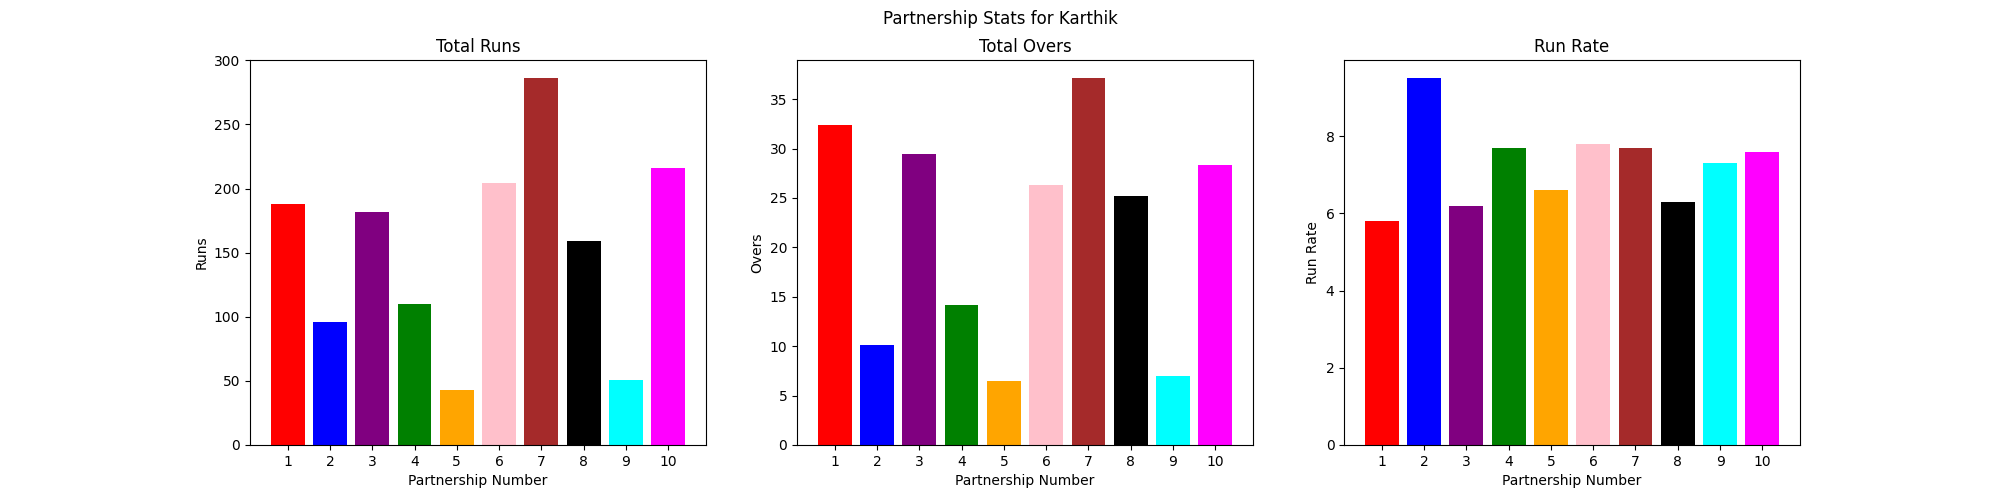 Partnership Stats for Karthik
Total Runs
300
250
200
150
100
50
0
Runs
1 2 3 4 5 6 7 8 9 10
Partnership Number
Total Overs
35
30
25
20
15
10
5
0
Overs
1 2 3 4 5 6 7 8 9 10
Partnership Number
Run Rate
8
6
4
2
0
Run Rate
1 2 3 4 5 6 7 8 9 10
Partnership Number